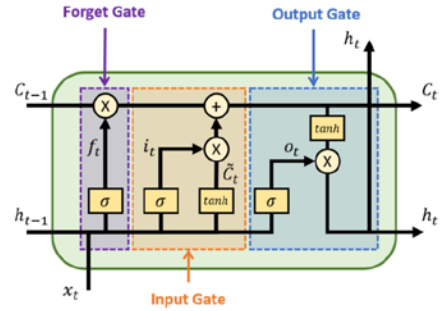 Forget Gate
Output Gate
h_t
C_{t-1}
×
+
C_t
tanh
f_t
i_t
×
o_t
×
C̃_t
σ
σ
tanh
σ
h_{t-1}
h_t
x_t
Input Gate